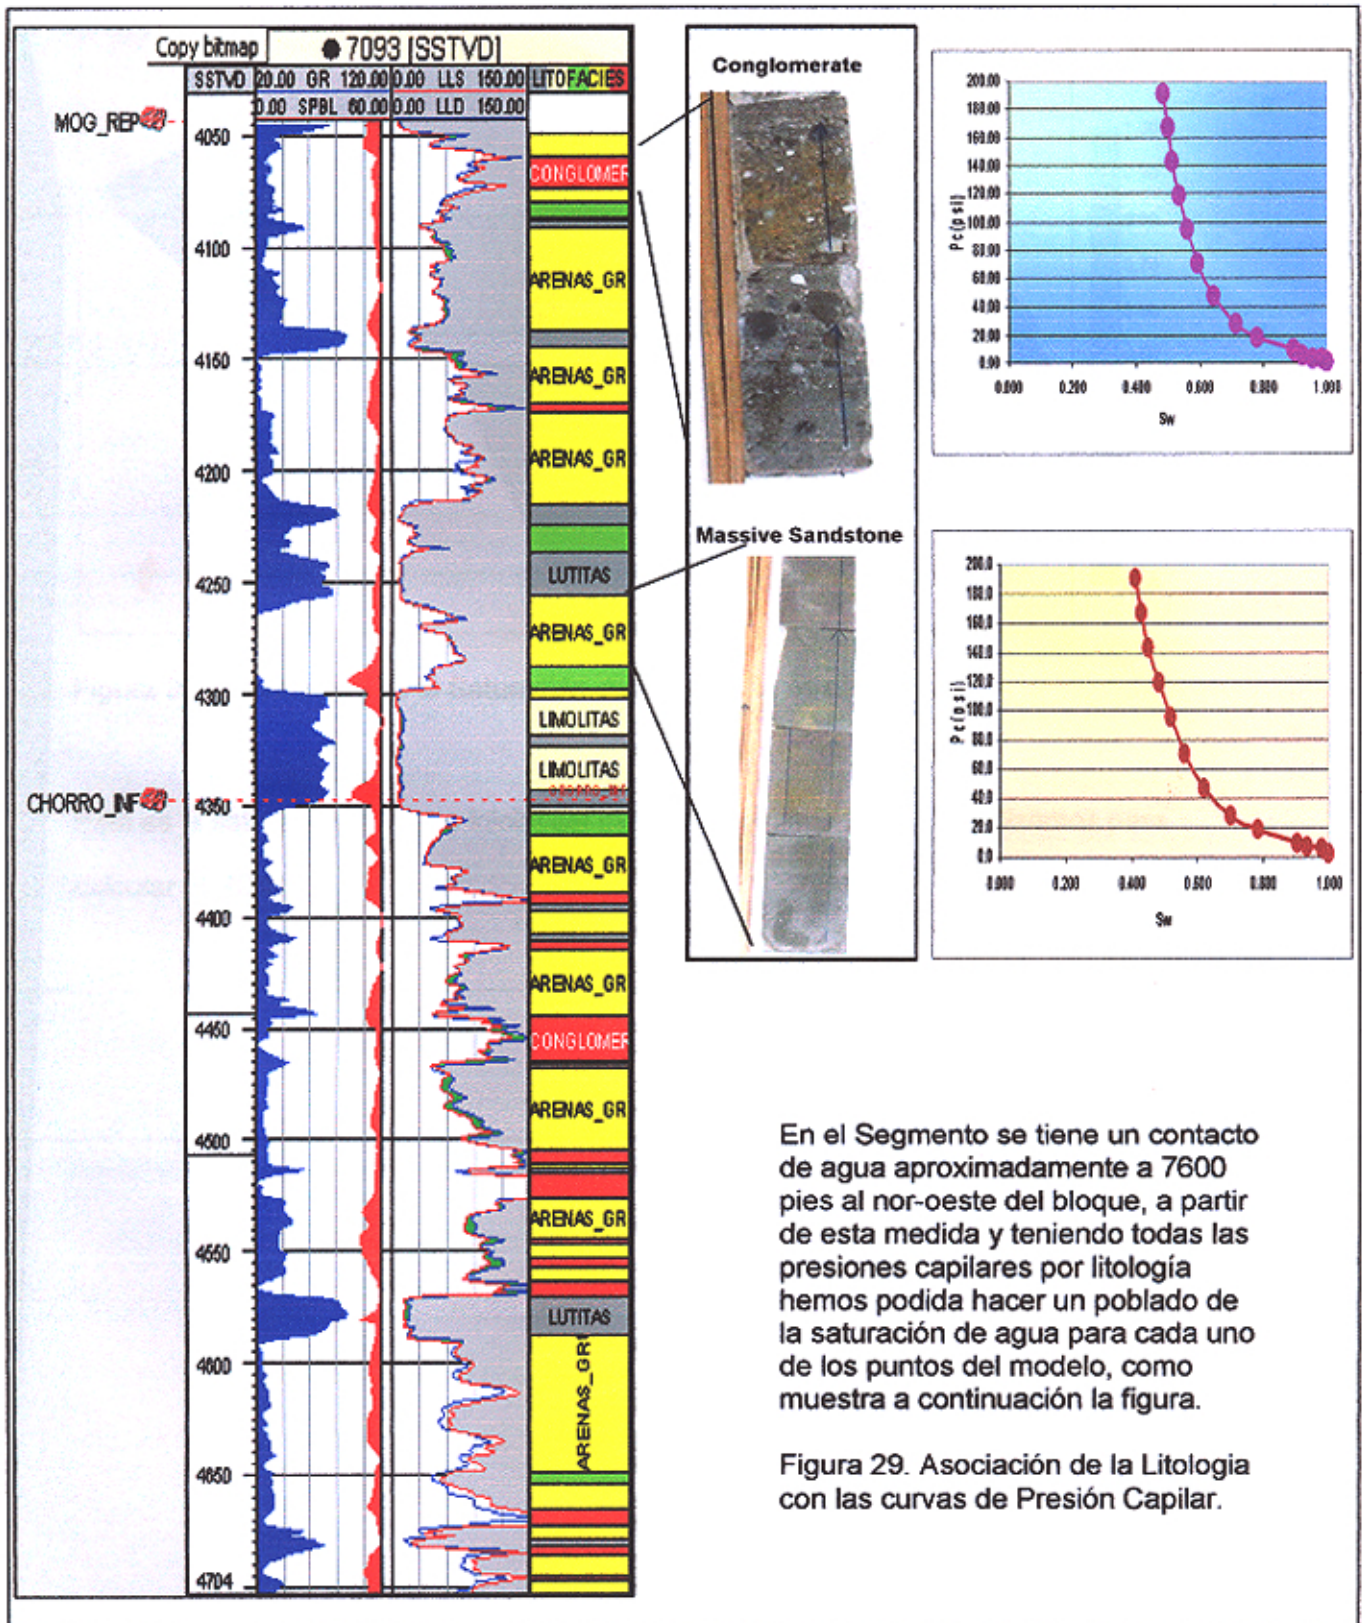 Copy bitmap
7093 [SSTVD]
SSTVD 20.00 GR 120.00 0.00 LLS 150.00 LITOFACIES
0.00 SPBL 60.00 0.00 LLD 150.00
MOG_REP
4050
CONGLOMER
4100
ARENAS_GR
4150
ARENAS_GR
4200
ARENAS_GR
4250
LUTITAS
ARENAS_GR
4300
LIMOLITAS
LIMOLITAS
CHORRO_INF
CHORRO_INF
4350
ARENAS_GR
4400
ARENAS_GR
4450
CONGLOMER
4500
ARENAS_GR
ARENAS_GR
4550
LUTITAS
4600
ARENAS_GR
4650
4704
Conglomerate
Massive Sandstone
200.00
180.00
160.00
140.00
120.00
100.00
80.00
60.00
40.00
20.00
0.00
Pc(psi)
0.000 0.200 0.400 0.600 0.800 1.000
Sw
200.0
180.0
160.0
140.0
120.0
100.0
80.0
60.0
40.0
20.0
0.0
Pc(psi)
0.000 0.200 0.400 0.600 0.800 1.000
Sw
En el Segmento se tiene un contacto
de agua aproximadamente a 7600
pies al nor-oeste del bloque, a partir
de esta medida y teniendo todas las
presiones capilares por litología
hemos podida hacer un poblado de
la saturación de agua para cada uno
de los puntos del modelo, como
muestra a continuación la figura.
Figura 29. Asociación de la Litologia
con las curvas de Presión Capilar.